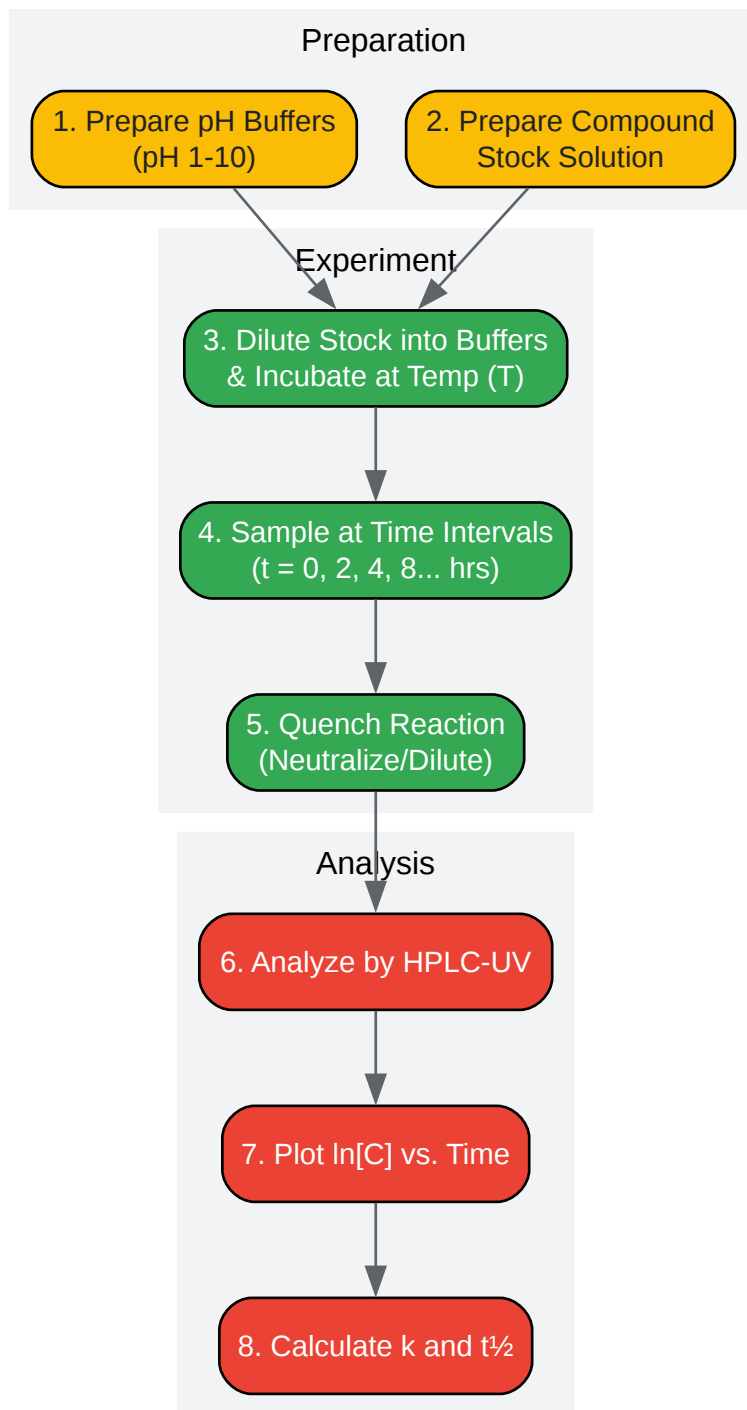 Preparation
1. Prepare pH Buffers
(pH 1-10)
2. Prepare Compound
Stock Solution
Experiment
3. Dilute Stock into Buffers
& Incubate at Temp (T)
4. Sample at Time Intervals
(t = 0, 2, 4, 8... hrs)
5. Quench Reaction
(Neutralize/Dilute)
Analysis
6. Analyze by HPLC-UV
7. Plot ln[C] vs. Time
8. Calculate k and t½